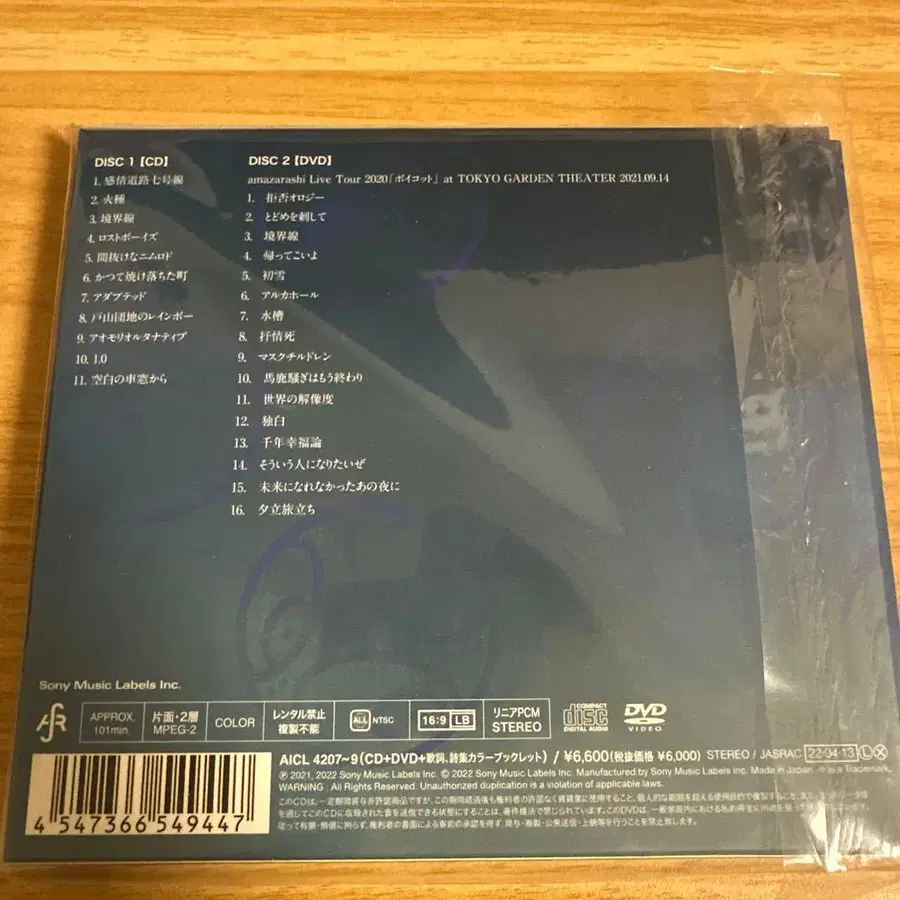 DISC 1【CD】
1. 感情道路七号線
2. 火種
3. 境界線
4. ロストボーイズ
5. 間抜けなニムロド
6. かつて焼け落ちた町
7. アダプテッド
8. 戸山団地のレインボー
9. アオモリオルタナティブ
10. 1.0
11. 空白の車窓から
DISC 2【DVD】
amazarashi Live Tour 2020「ボイコット」at TOKYO GARDEN THEATER 2021.09.14
1. 拒否オロジー
2. とどめを刺して
3. 境界線
4. 帰ってこいよ
5. 初雪
6. アルカホール
7. 水槽
8. 抒情死
9. マスクチルドレン
10. 馬鹿騒ぎはもう終わり
11. 世界の解像度
12. 独白
13. 千年幸福論
14. そういう人になりたいぜ
15. 未来になれなかったあの夜に
16. 夕立旅立ち
Sony Music Labels Inc.
APPROX. 101min.
片面・2層 MPEG-2
COLOR
レンタル禁止 複製不能
ALL NTSC
16:9 LB
リニアPCM STEREO
COMPACT disc DIGITAL AUDIO
DVD VIDEO
AICL 4207~9(CD+DVD+歌詞、詩集カラーブックレット) / ¥6,600(税抜価格 ¥6,000) STEREO / JASRAC 22・04・13 L X
Ⓟ 2021, 2022 Sony Music Labels Inc. © 2022 Sony Music Labels Inc. Manufactured by Sony Music Labels Inc. Made in Japan.
WARNING : All Rights Reserved. Unauthorized duplication is a violation of applicable laws.
4 547366 549447